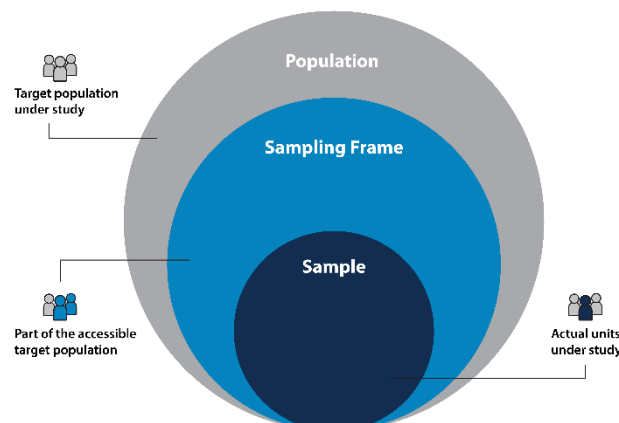 Population
Target population
under study
Sampling Frame
Sample
Part of the accessible
target population
Actual units
under study